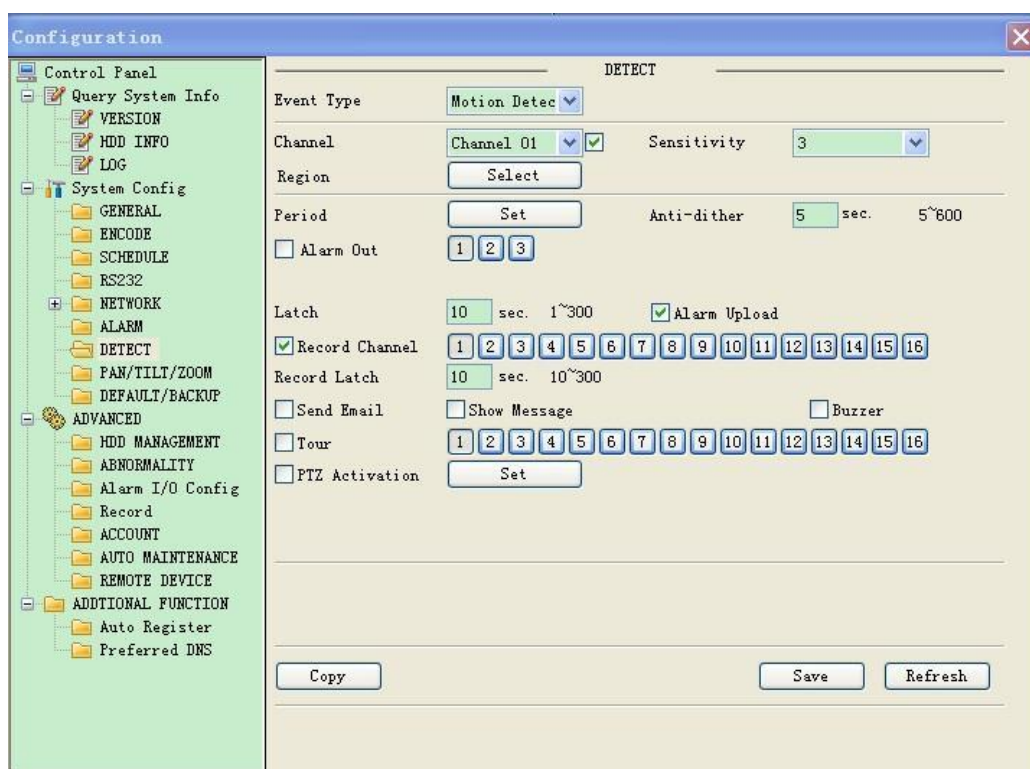 Configuration
Control Panel
Query System Info
VERSION
HDD INFO
LOG
System Config
GENERAL
ENCODE
SCHEDULE
RS232
NETWORK
ALARM
DETECT
PAN/TILT/ZOOM
DEFAULT/BACKUP
ADVANCED
HDD MANAGEMENT
ABNORMALITY
Alarm I/O Config
Record
ACCOUNT
AUTO MAINTENANCE
REMOTE DEVICE
ADDTIONAL FUNCTION
Auto Register
Preferred DNS
DETECT
Event Type Motion Detec
Channel Channel 01 Sensitivity 3
Region Select
Period Set Anti-dither 5 sec. 5~600
Alarm Out 1 2 3
Latch 10 sec. 1~300 Alarm Upload
Record Channel 1 2 3 4 5 6 7 8 9 10 11 12 13 14 15 16
Record Latch 10 sec. 10~300
Send Email Show Message Buzzer
Tour 1 2 3 4 5 6 7 8 9 10 11 12 13 14 15 16
PTZ Activation Set
Copy Save Refresh